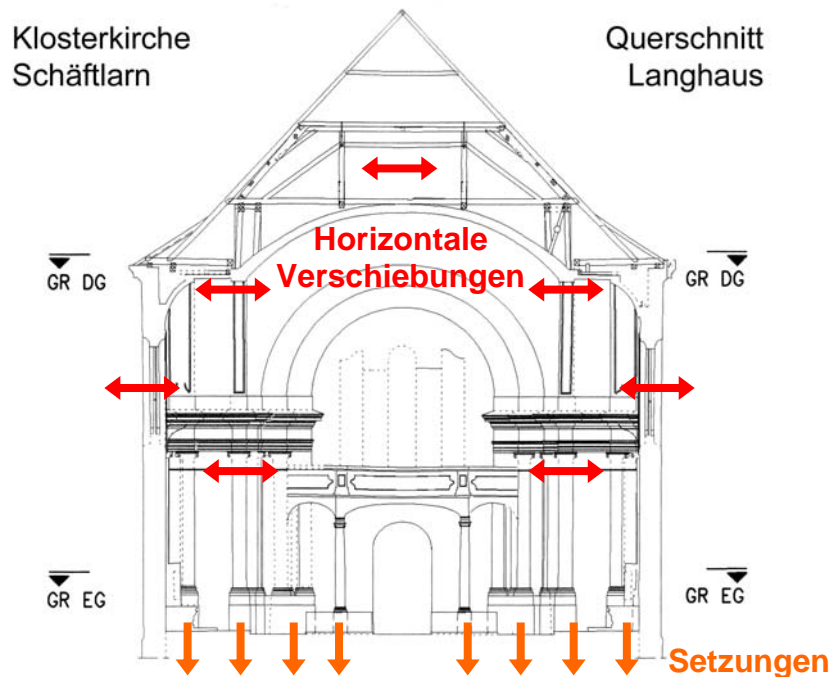 Klosterkirche
Schäftlarn
Querschnitt
Langhaus
Horizontale
Verschiebungen
GR DG
GR DG
GR EG
GR EG
Setzungen